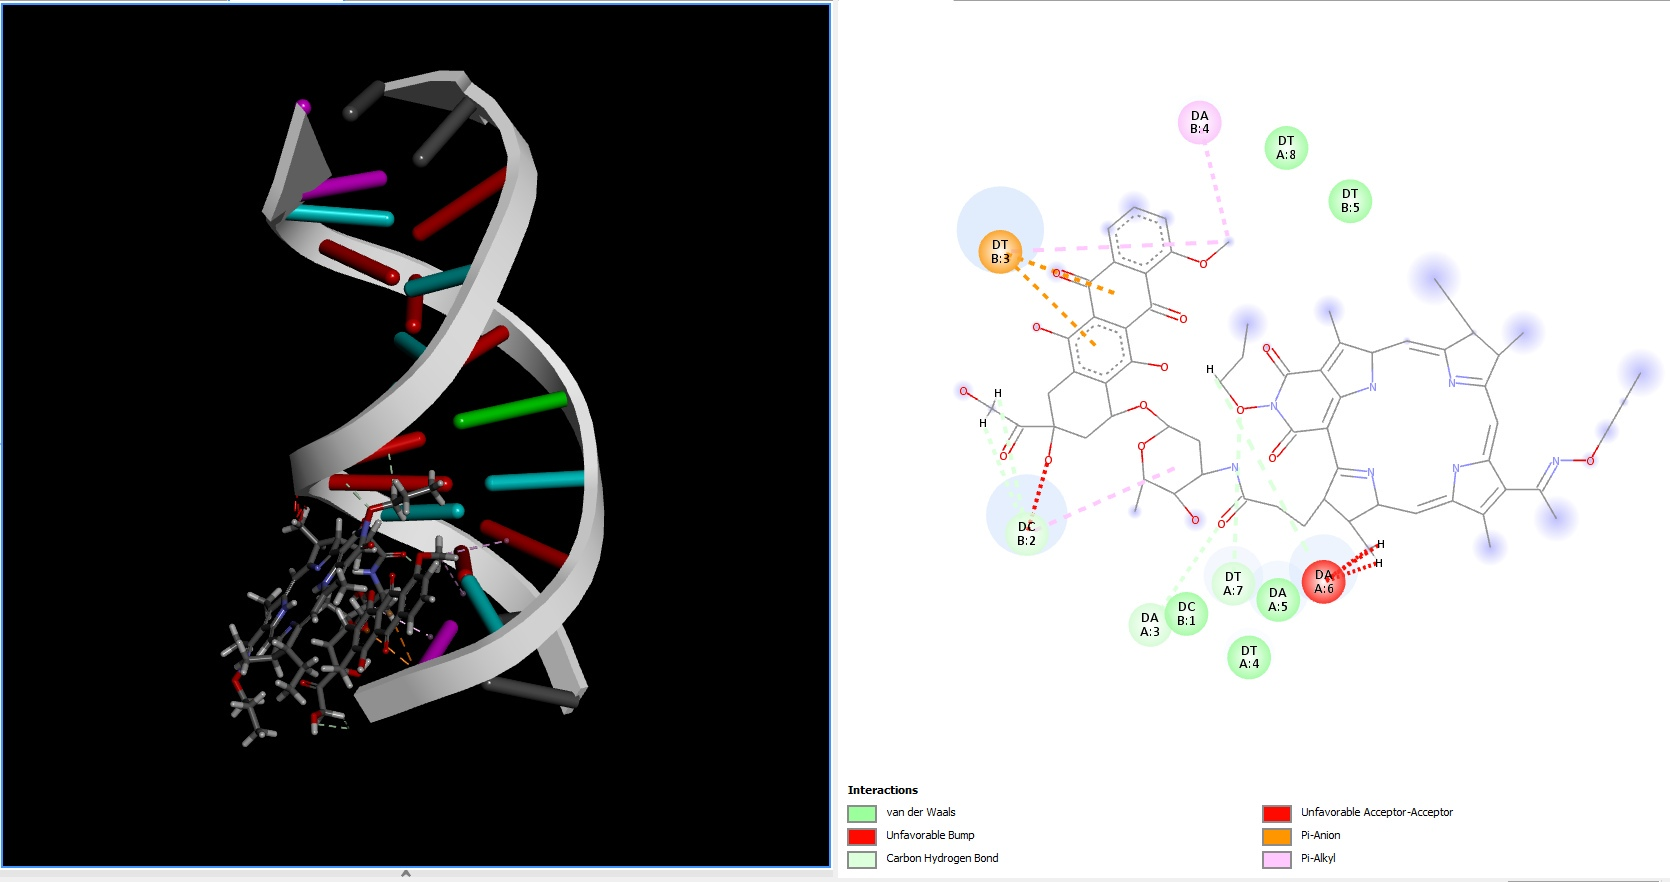 DA
B:4
DT
A:8
DT
B:5
DT
B:3
O
O
O
O
O
H
O
H
O
H
O
N
N
O
N
O
O
O
O
N
N
N
O
N
O
O
N
O
O
H
H
DC
B:2
DT
A:7
DA
A:5
DA
A:6
DA
A:3
DC
B:1
DT
A:4
Interactions
van der Waals
Unfavorable Bump
Carbon Hydrogen Bond
Unfavorable Acceptor-Acceptor
Pi-Anion
Pi-Alkyl